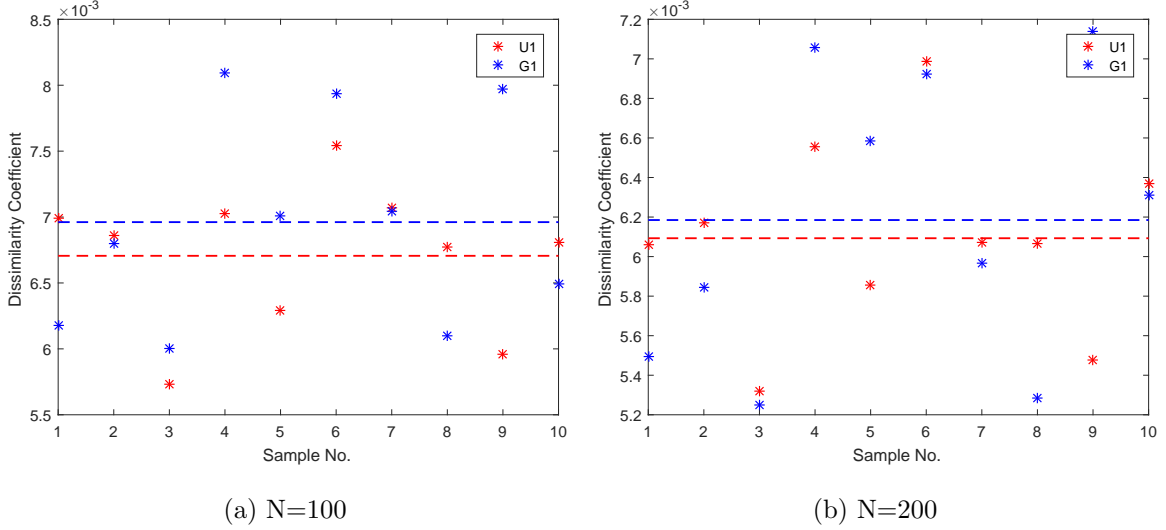 ×10⁻³
8.5
8
7.5
7
6.5
6
5.5
Dissimilarity Coefficient
U1
G1
1 2 3 4 5 6 7 8 9 10
Sample No.
(a) N=100
×10⁻³
7.2
7
6.8
6.6
6.4
6.2
6
5.8
5.6
5.4
5.2
Dissimilarity Coefficient
U1
G1
1 2 3 4 5 6 7 8 9 10
Sample No.
(b) N=200